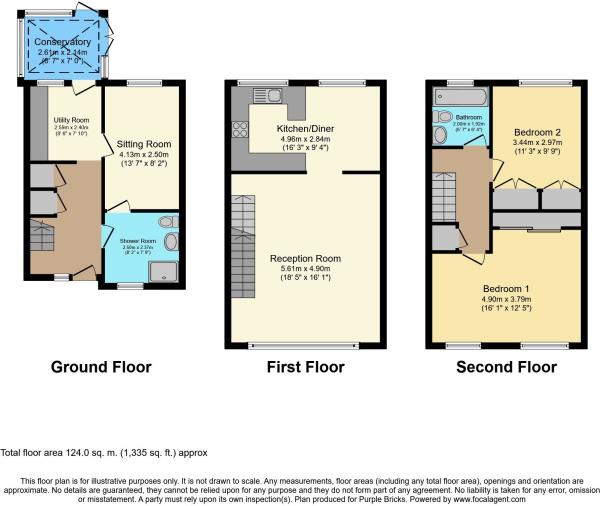 Conservatory
2.61m x 2.14m
(8' 7" x 7' 0")
Utility Room
2.59m x 2.40m
(8' 6" x 7' 10")
Sitting Room
4.13m x 2.50m
(13' 7" x 8' 2")
Shower Room
2.50m x 2.37m
(8' 2" x 7' 9")
Ground Floor
Kitchen/Diner
4.96m x 2.84m
(16' 3" x 9' 4")
Reception Room
5.61m x 4.90m
(18' 5" x 16' 1")
First Floor
Bathroom
2.00m x 1.92m
(6' 7" x 6' 4")
Bedroom 2
3.44m x 2.97m
(11' 3" x 9' 9")
Bedroom 1
4.90m x 3.79m
(16' 1" x 12' 5")
Second Floor
Total floor area 124.0 sq. m. (1,335 sq. ft.) approx
This floor plan is for illustrative purposes only. It is not drawn to scale. Any measurements, floor areas (including any total floor area), openings and orientation are
approximate. No details are guaranteed, they cannot be relied upon for any purpose and they do not form part of any agreement. No liability is taken for any error, omission
or misstatement. A party must rely upon its own inspection(s). Plan produced for Purple Bricks. Powered by www.focalagent.com